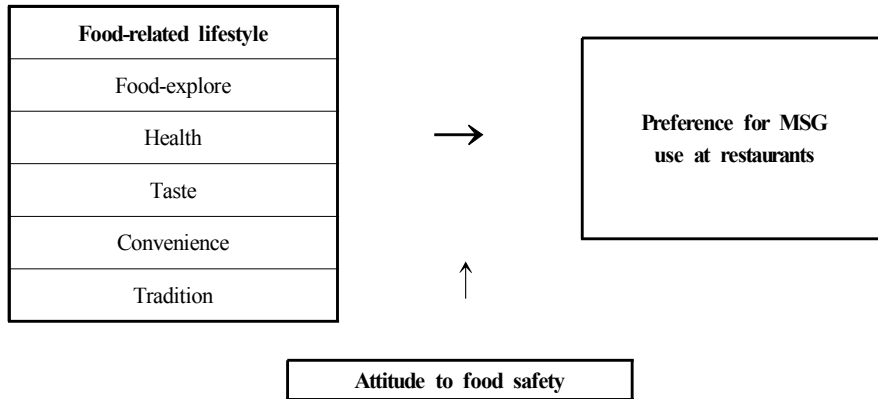 Food-related lifestyle
Food-explore
Health
Taste
Convenience
Tradition
Preference for MSG
use at restaurants
Attitude to food safety